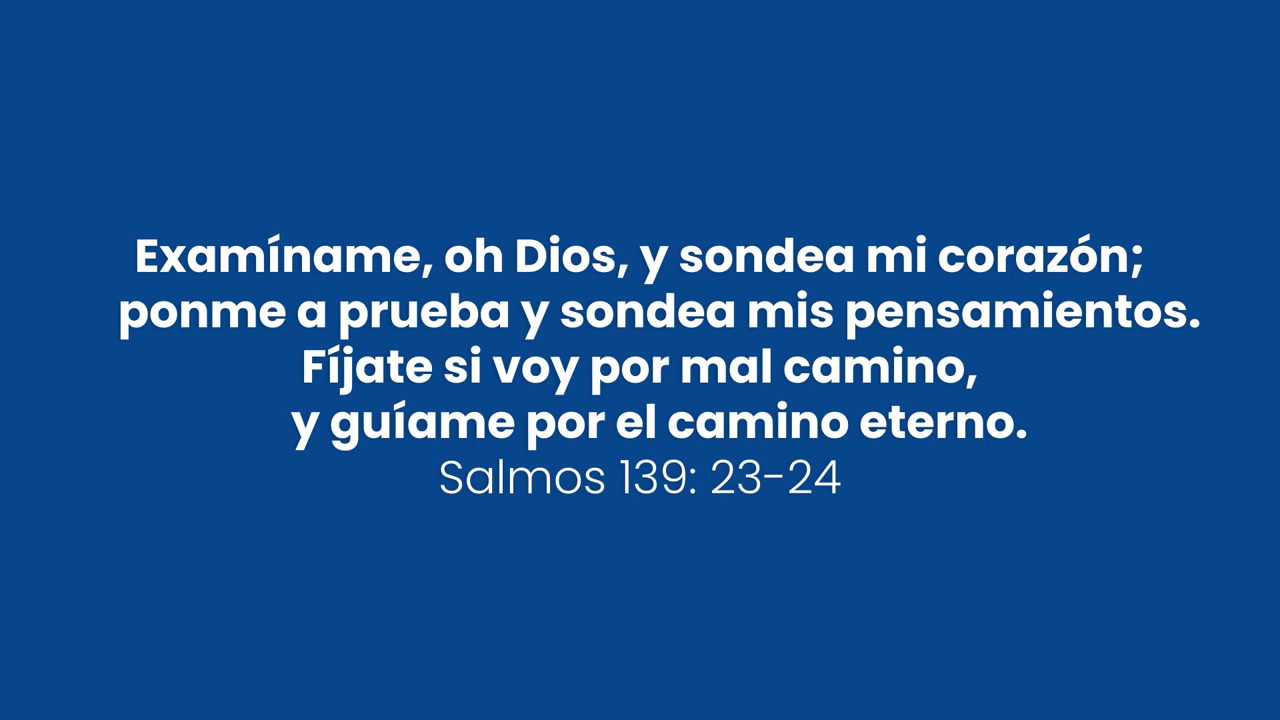 Examíname, oh Dios, y sondea mi corazón;
ponme a prueba y sondea mis pensamientos.
Fíjate si voy por mal camino,
y guíame por el camino eterno.
Salmos 139: 23-24